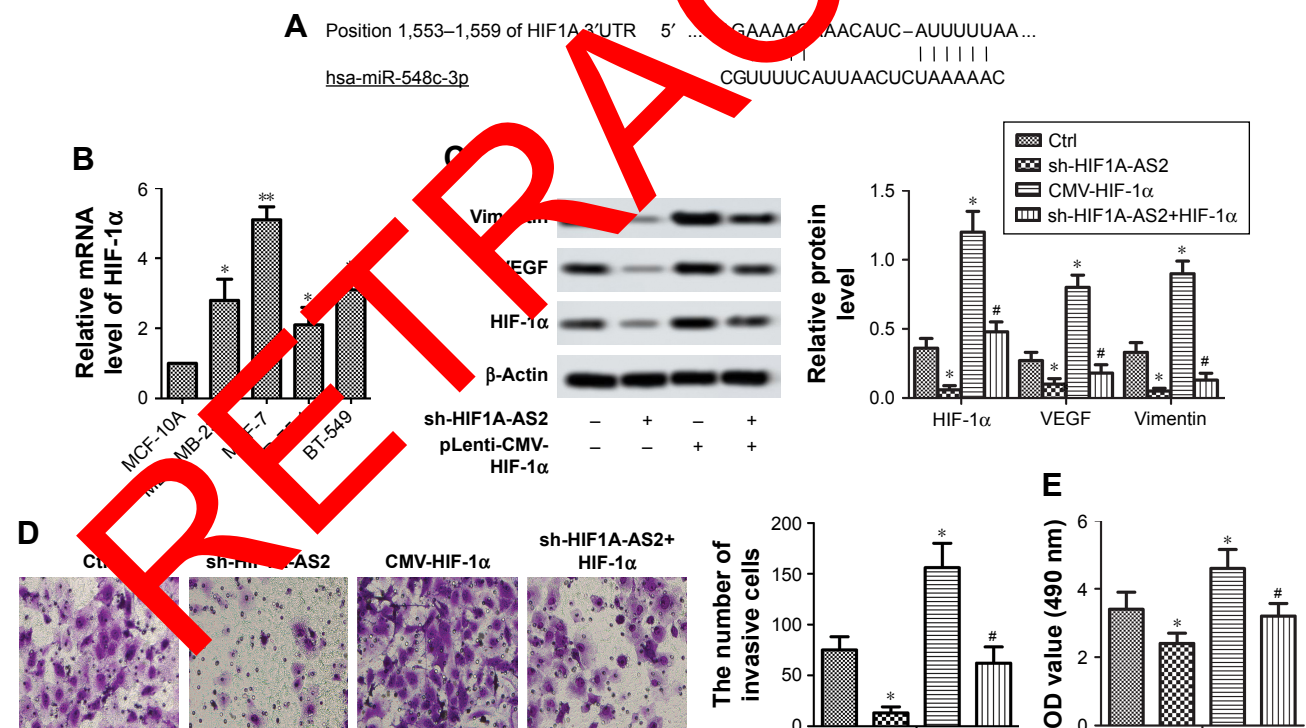 A
Position 1,553–1,559 of HIF1A 3′UTR 5′ ... AUUUUUAA...
hsa-miR-548c-3p CGUUUUCAUUAACUCUAAAAAC
B
Relative mRNA
level of HIF-1α
6
4
2
0
** * *
MCF-10A
BT-549
VEGF
HIF-1α
β-Actin
sh-HIF1A-AS2 – + – +
pLenti-CMV-
HIF-1α – – + +
Ctrl
sh-HIF1A-AS2
CMV-HIF-1α
sh-HIF1A-AS2+HIF-1α
Relative protein
level
1.5
1.0
0.5
0.0
* * # * * # * * #
HIF-1α VEGF Vimentin
RETRAC
D
sh-HIF1A-AS2
CMV-HIF-1α
sh-HIF1A-AS2+
HIF-1α
The number of
invasive cells
200
150
100
50
0
* * #
E
OD value (490 nm)
6
4
2
0
* * #